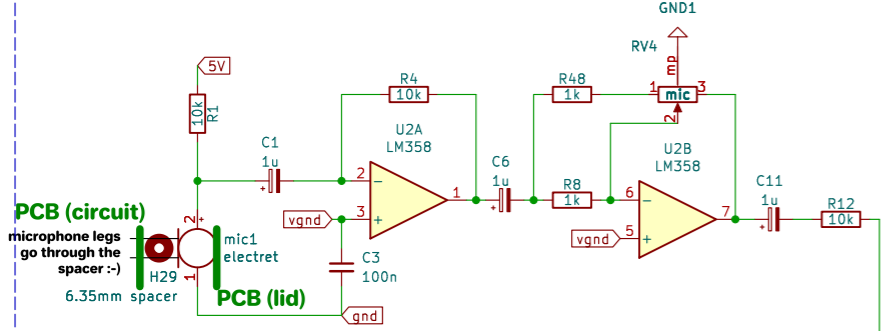 GND1
RV4
mp
5V
10k
R1
R4
10k
R48
1k
1
mic
3
2
C1
1u
U2A
LM358
C6
1u
U2B
LM358
C11
1u
2
−
1
R8
1k
6
−
7
R12
10k
vgnd
3
+
vgnd
5
+
PCB (circuit)
2
+
microphone legs
go through the
spacer :-)
mic1
electret
C3
100n
H29
1
6.35mm spacer
PCB (lid)
gnd
+
+
+